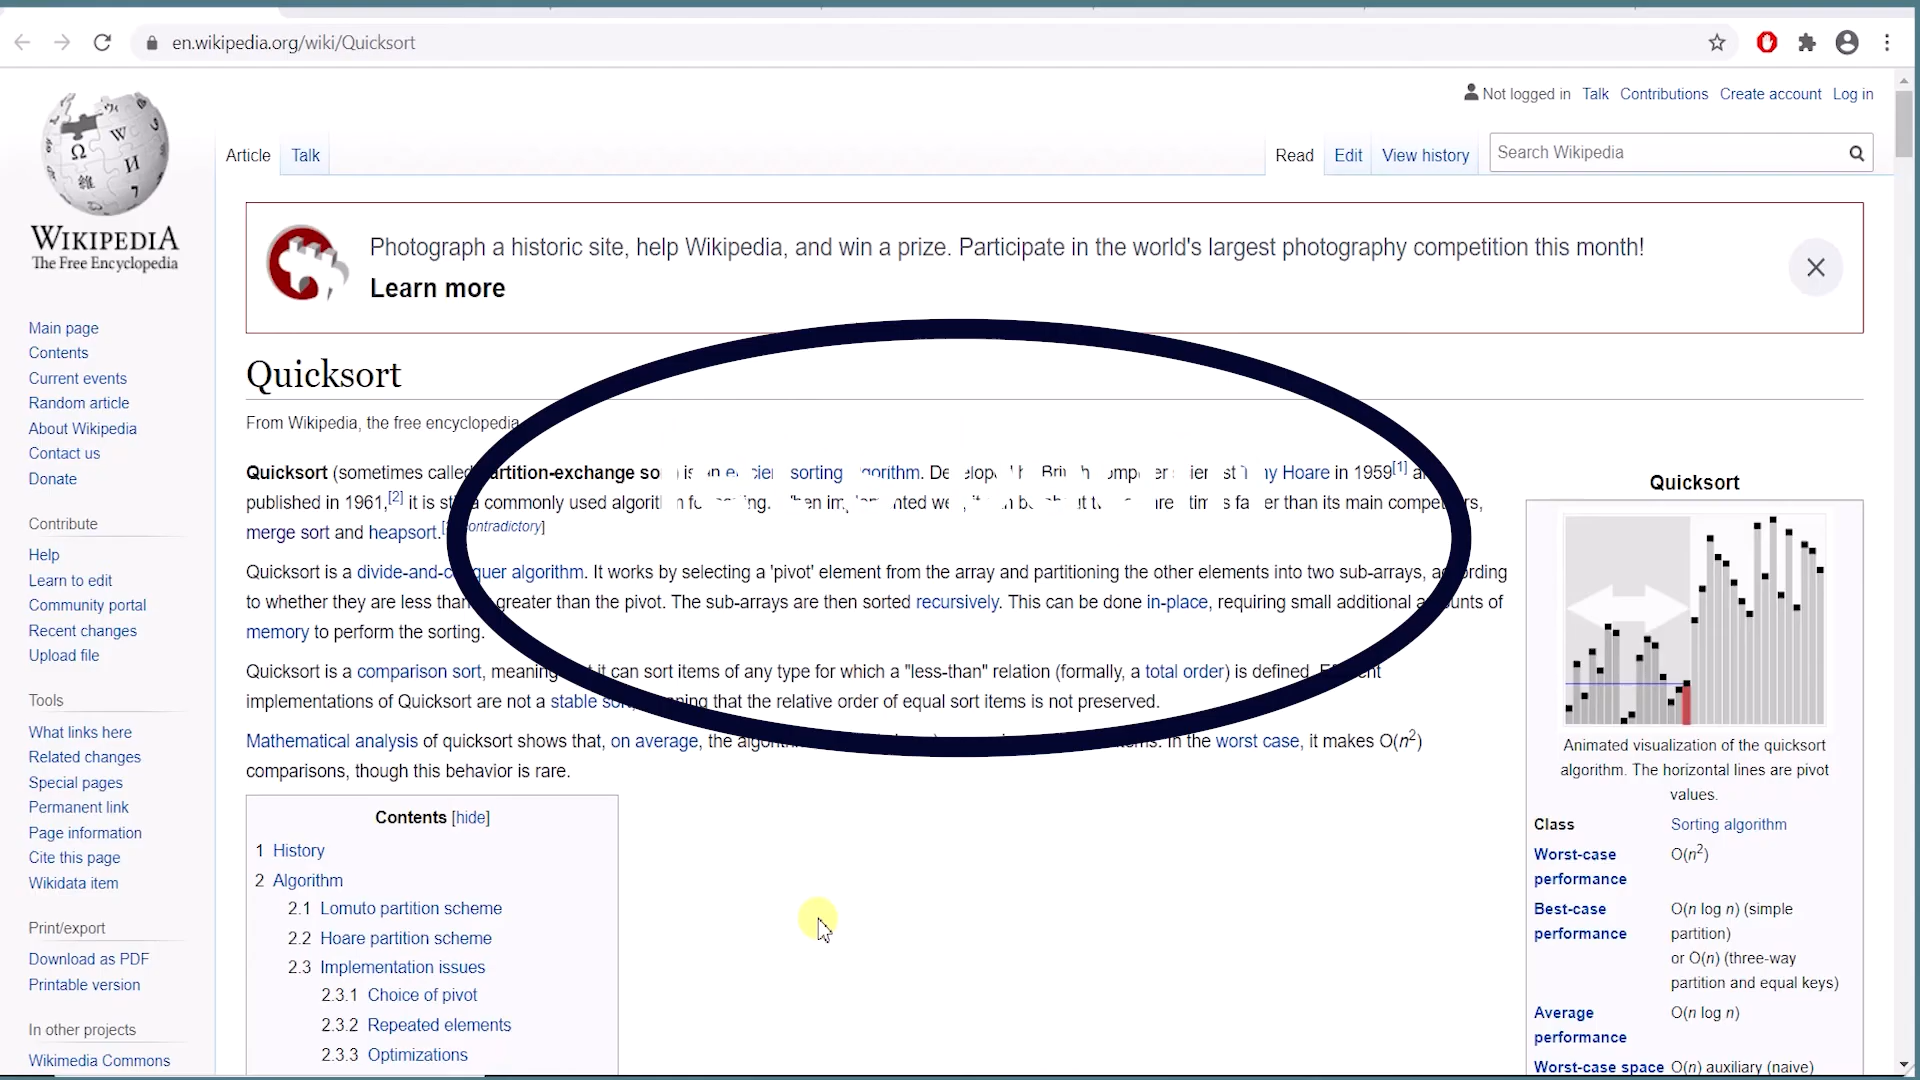 en.wikipedia.org/wiki/Quicksort
Not logged in Talk Contributions Create account Log in
Article Talk Read Edit View history Search Wikipedia
WIKIPEDIA
The Free Encyclopedia
Photograph a historic site, help Wikipedia, and win a prize. Participate in the world's largest photography competition this month!
Learn more
Main page
Contents
Current events
Random article
About Wikipedia
Contact us
Donate
Contribute
Help
Learn to edit
Community portal
Recent changes
Upload file
Tools
What links here
Related changes
Special pages
Permanent link
Page information
Cite this page
Wikidata item
Print/export
Download as PDF
Printable version
In other projects
Wikimedia Commons
Quicksort
From Wikipedia, the free encyclopedia
Quicksort (sometimes called is sorting Hoare in 1959[1]
published in 1961,[2] it is commonly used than its main
merge sort and heapsort.
Quicksort is a divide-and-conquer algorithm. It works by selecting a 'pivot' element from the array and partitioning the other elements into two sub-arrays, according
to whether they are less than greater than the pivot. The sub-arrays are then sorted recursively. This can be done in-place, requiring small additional amounts of
memory to perform the sorting.
Quicksort is a comparison sort, meaning it can sort items of any type for which a "less-than" relation (formally, a total order) is defined.
implementations of Quicksort are not a stable that the relative order of equal sort items is not preserved.
Mathematical analysis of quicksort shows that, on average, the In the worst case, it makes O(n2)
comparisons, though this behavior is rare.
Contents [hide]
1 History
2 Algorithm
2.1 Lomuto partition scheme
2.2 Hoare partition scheme
2.3 Implementation issues
2.3.1 Choice of pivot
2.3.2 Repeated elements
2.3.3 Optimizations
Quicksort
Animated visualization of the quicksort
algorithm. The horizontal lines are pivot
values.
Class Sorting algorithm
Worst-case O(n2)
performance
Best-case O(n log n) (simple
performance partition)
or O(n) (three-way
partition and equal keys)
Average O(n log n)
performance
Worst-case space O(n) auxiliary (naive)